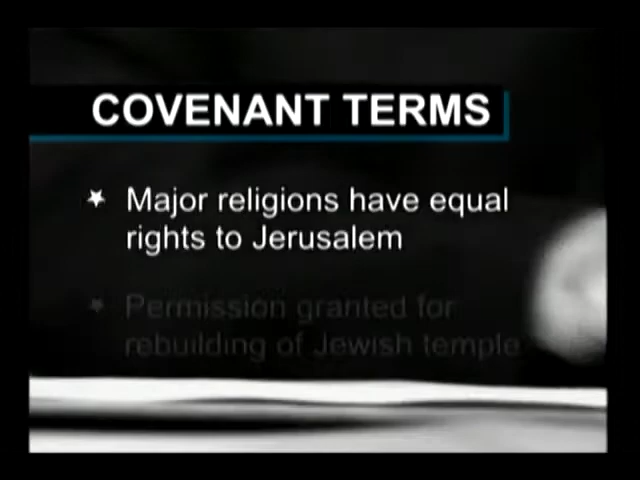 COVENANT TERMS
Major religions have equal
rights to Jerusalem
Permission granted for
rebuilding of Jewish temple